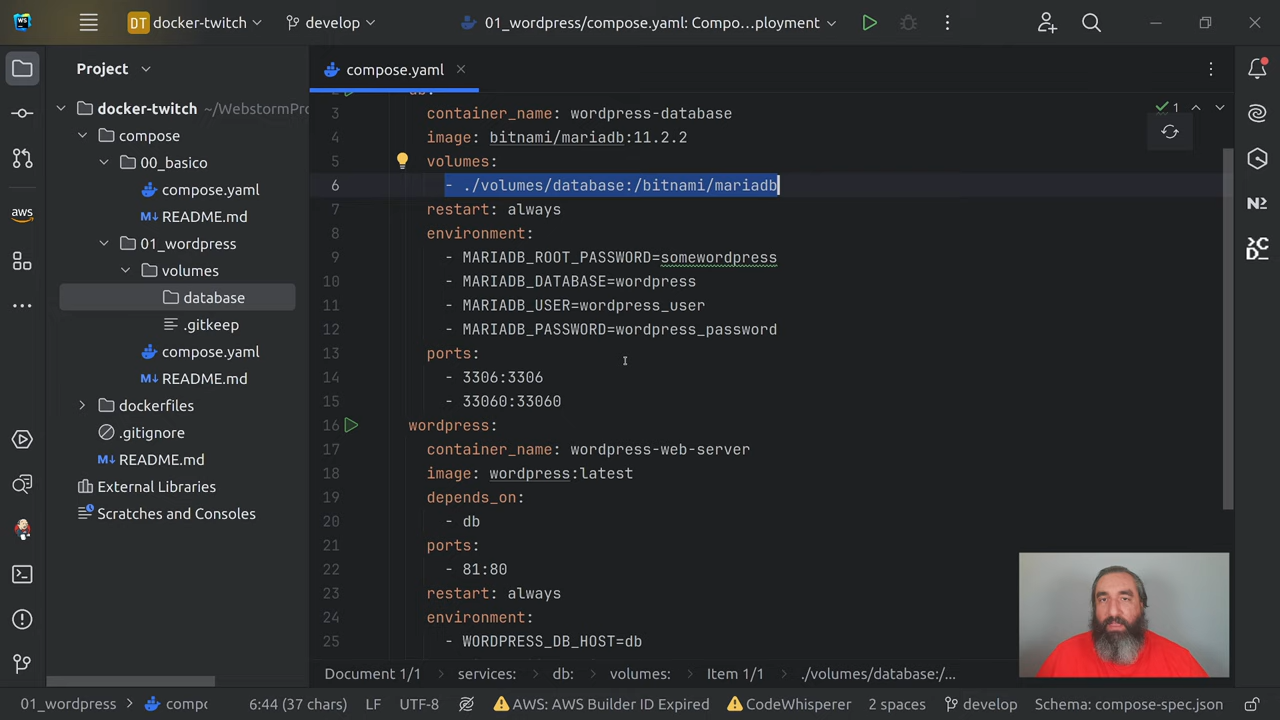 WS
DT docker-twitch
develop
01_wordpress/compose.yaml: Compo...ployment
Project
compose.yaml
docker-twitch ~/WebstormPro
compose
00_basico
compose.yaml
README.md
01_wordpress
volumes
database
.gitkeep
compose.yaml
README.md
dockerfiles
.gitignore
README.md
External Libraries
Scratches and Consoles
aws
3 container_name: wordpress-database
4 image: bitnami/mariadb:11.2.2
5 volumes:
6 - ./volumes/database:/bitnami/mariadb
7 restart: always
8 environment:
9 - MARIADB_ROOT_PASSWORD=somewordpress
10 - MARIADB_DATABASE=wordpress
11 - MARIADB_USER=wordpress_user
12 - MARIADB_PASSWORD=wordpress_password
13 ports:
14 - 3306:3306
15 - 33060:33060
16 wordpress:
17 container_name: wordpress-web-server
18 image: wordpress:latest
19 depends_on:
20 - db
21 ports:
22 - 81:80
23 restart: always
24 environment:
25 - WORDPRESS_DB_HOST=db
1
Document 1/1 services: db: volumes: Item 1/1 ./volumes/database:/...
01_wordpress compc 6:44 (37 chars) LF UTF-8 AWS: AWS Builder ID Expired CodeWhisperer 2 spaces develop Schema: compose-spec.json